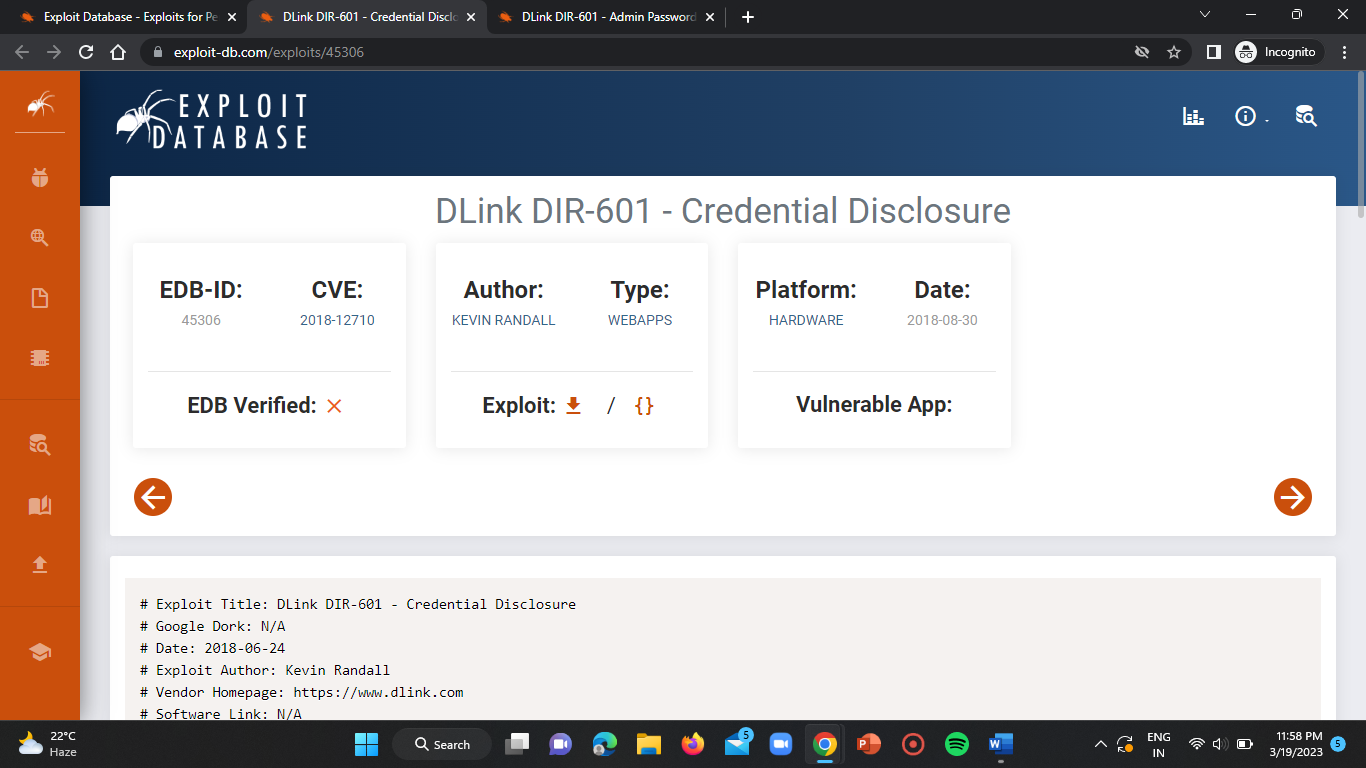 Exploit Database - Exploits for Pe
DLink DIR-601 - Credential Disclo
DLink DIR-601 - Admin Password
exploit-db.com/exploits/45306
Incognito
EXPLOIT
DATABASE
DLink DIR-601 - Credential Disclosure
EDB-ID: CVE:
45306 2018-12710
EDB Verified:
Author: Type:
KEVIN RANDALL WEBAPPS
Exploit: / {}
Platform: Date:
HARDWARE 2018-08-30
Vulnerable App:
# Exploit Title: DLink DIR-601 - Credential Disclosure
# Google Dork: N/A
# Date: 2018-06-24
# Exploit Author: Kevin Randall
# Vendor Homepage: https://www.dlink.com
# Software Link: N/A
22°C
Haze
Search
5
ENG
IN
11:58 PM
3/19/2023
5